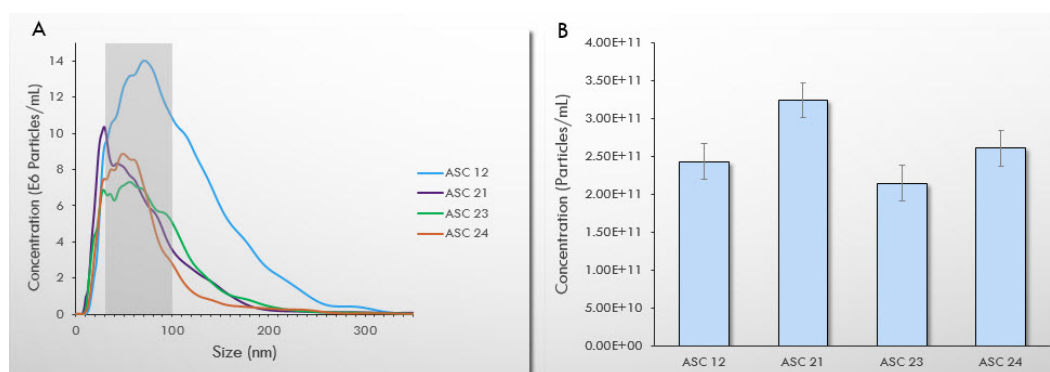 A
Concentration (E6 Particles/mL)
14
12
10
8
6
4
2
0
0 100 200 300
Size (nm)
ASC 12
ASC 21
ASC 23
ASC 24
B
Concentration (Particles/mL)
4.00E+11
3.50E+11
3.00E+11
2.50E+11
2.00E+11
1.50E+11
1.00E+11
5.00E+10
0.00E+00
ASC 12 ASC 21 ASC 23 ASC 24